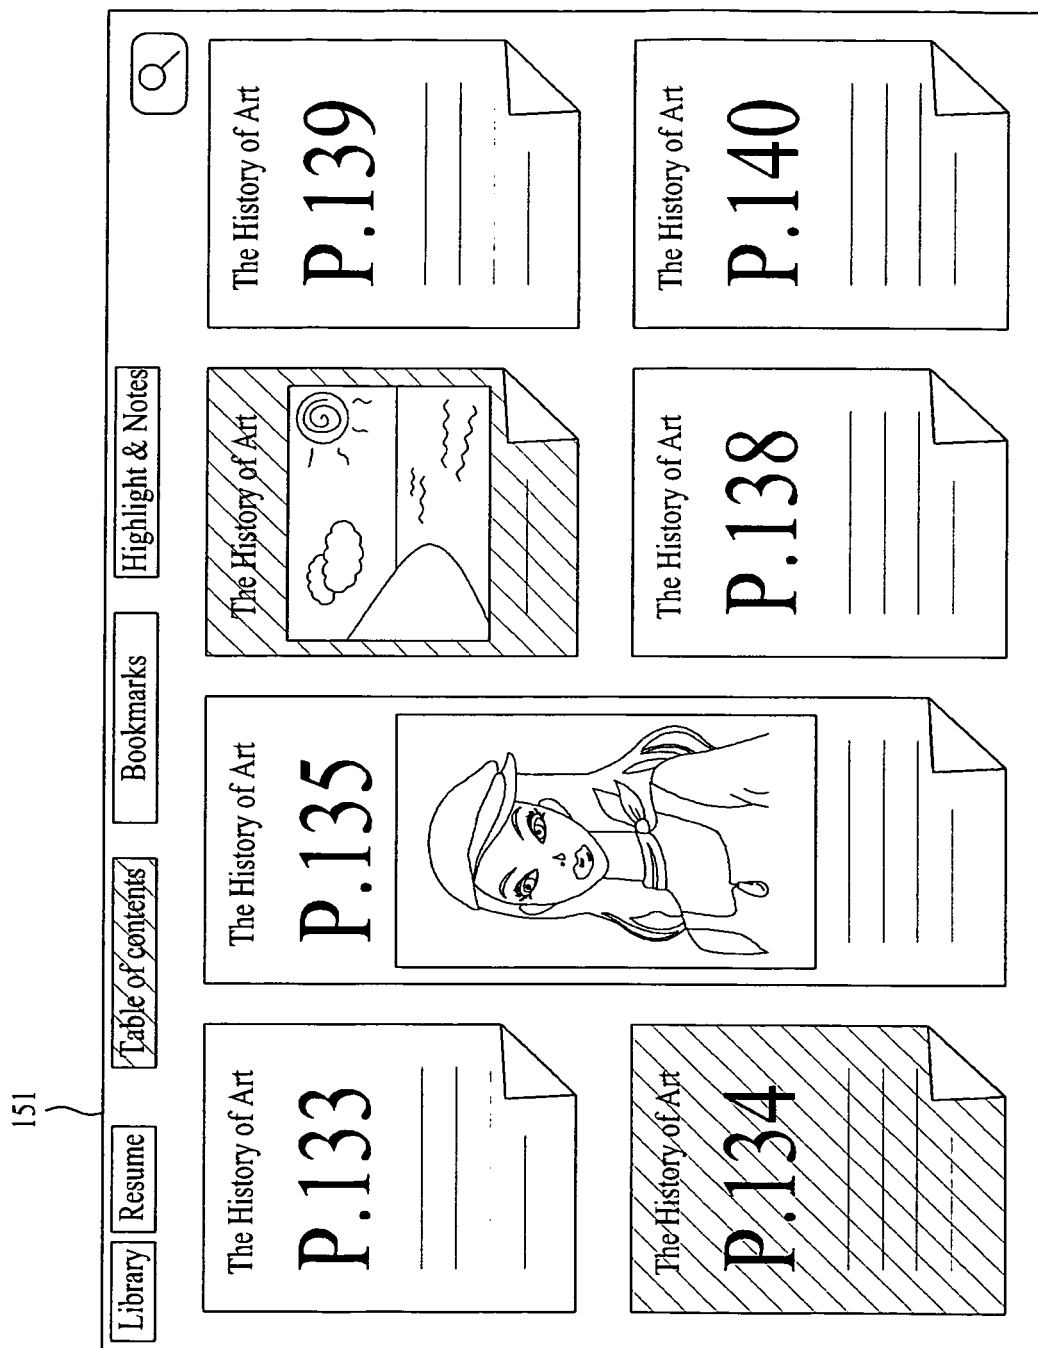 151
Library
Resume
Table of contents
Bookmarks
Highlight & Notes
The History of Art
P.133
The History of Art
P.134
The History of Art
P.135
The History of Art
The History of Art
P.138
The History of Art
P.139
The History of Art
P.140